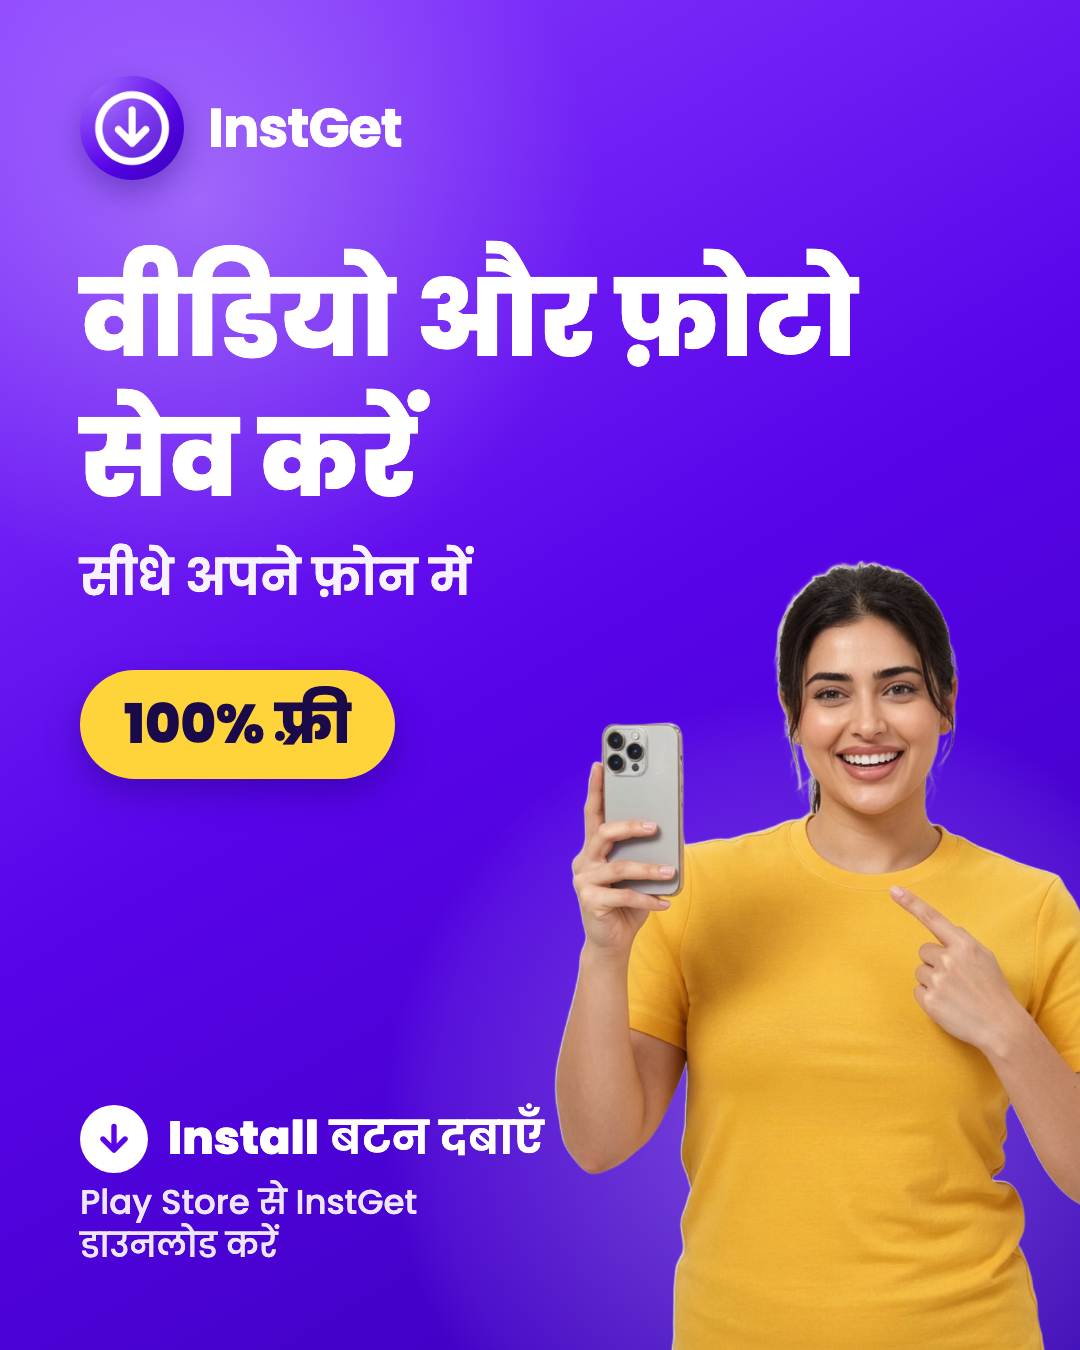 InstGet
वीडियो और फ़ोटो
सेव करें
सीधे अपने फ़ोन में
100% फ़्री
Install बटन दबाएँ
Play Store से InstGet
डाउनलोड करें